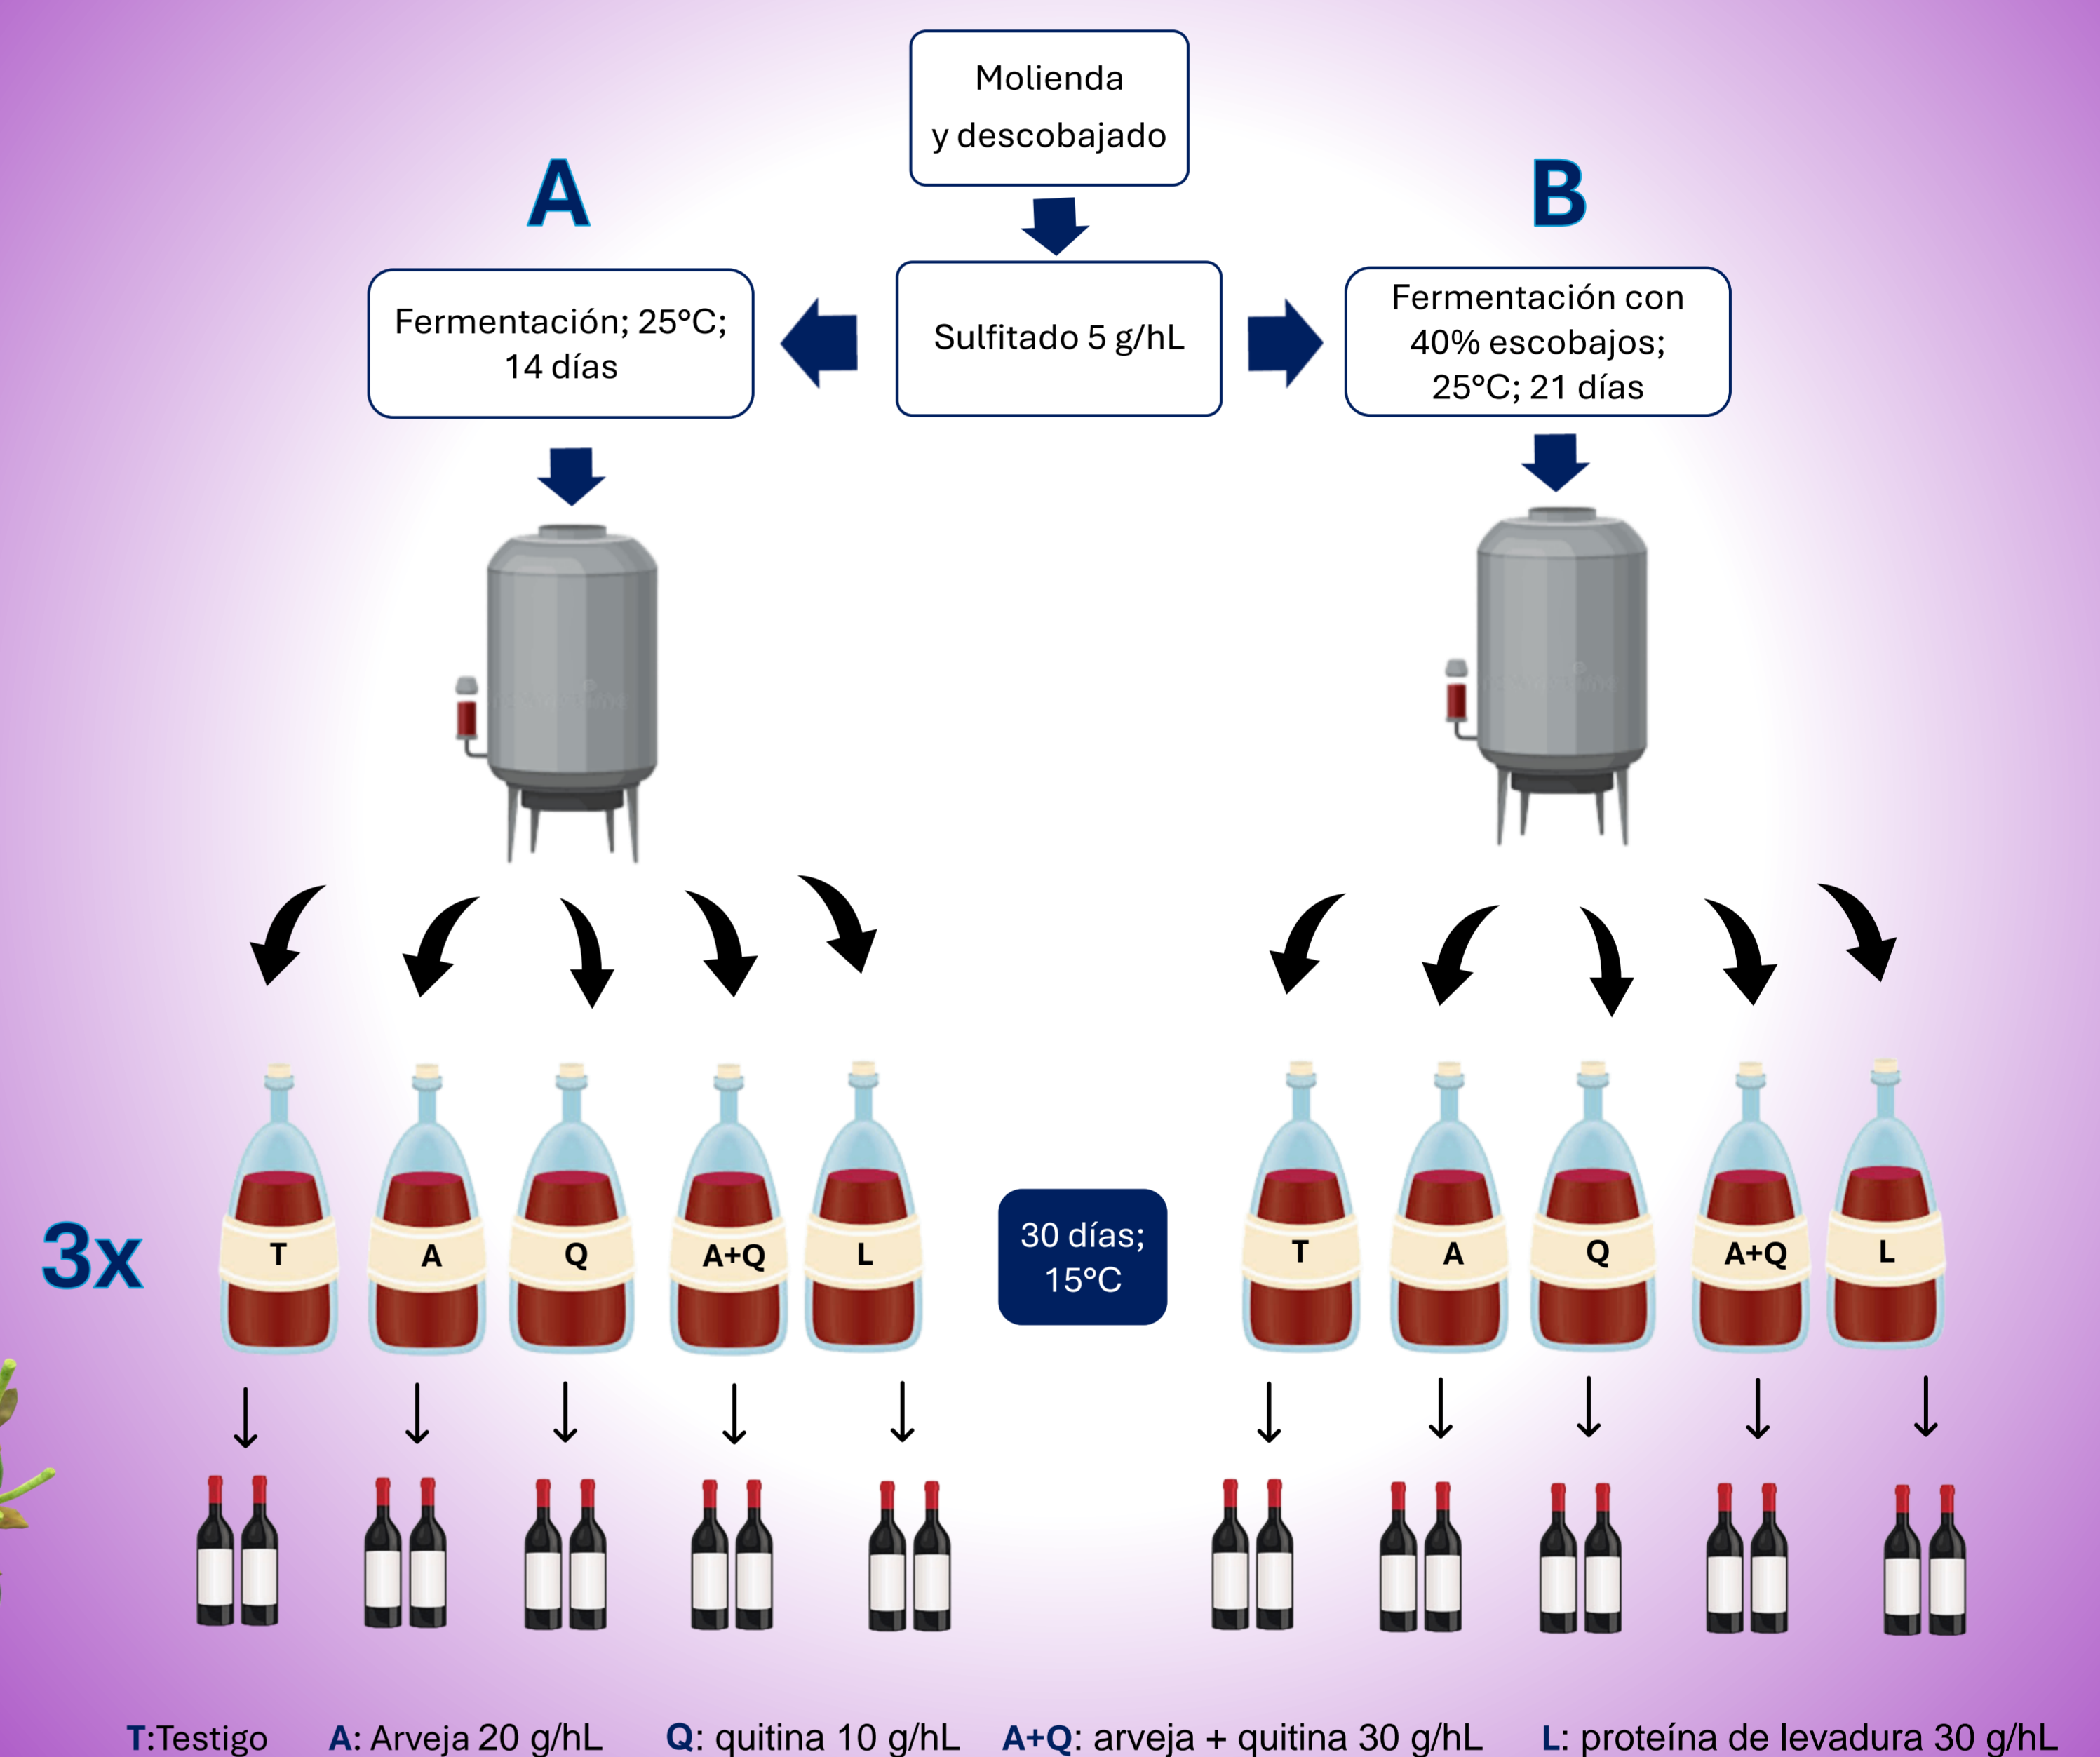 Molienda
y descobajado
A
B
Fermentación; 25°C;
14 días
Sulfitado 5 g/hL
Fermentación con
40% escobajos;
25°C; 21 días
3x
T
A
Q
A+Q
L
30 días;
15°C
T
A
Q
A+Q
L
T:Testigo
A: Arveja 20 g/hL
Q: quitina 10 g/hL
A+Q: arveja + quitina 30 g/hL
L: proteína de levadura 30 g/hL